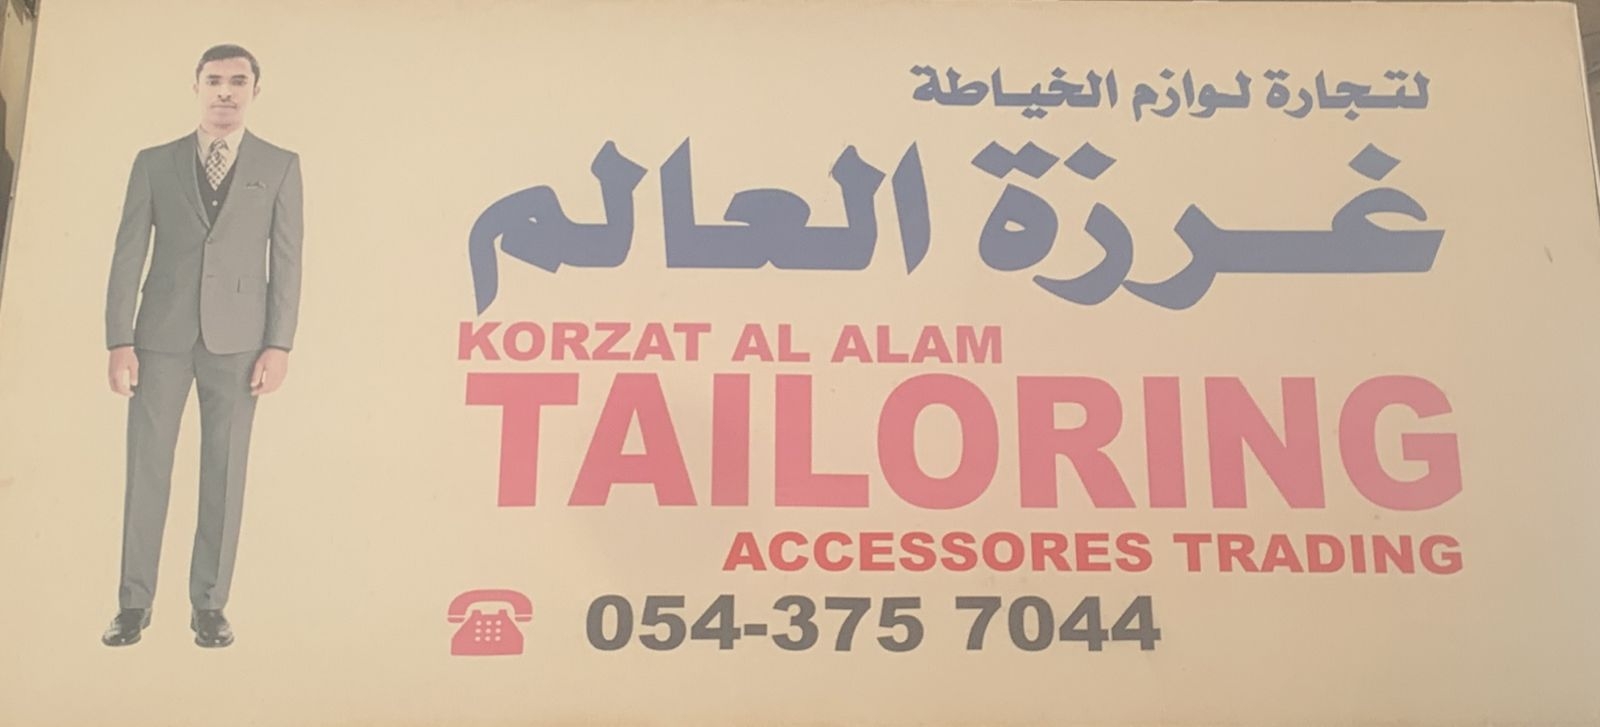 لتجارة لوازم الخياطة
غرزة العالم
KORZAT AL ALAM
TAILORING
ACCESSORES TRADING
054-375 7044